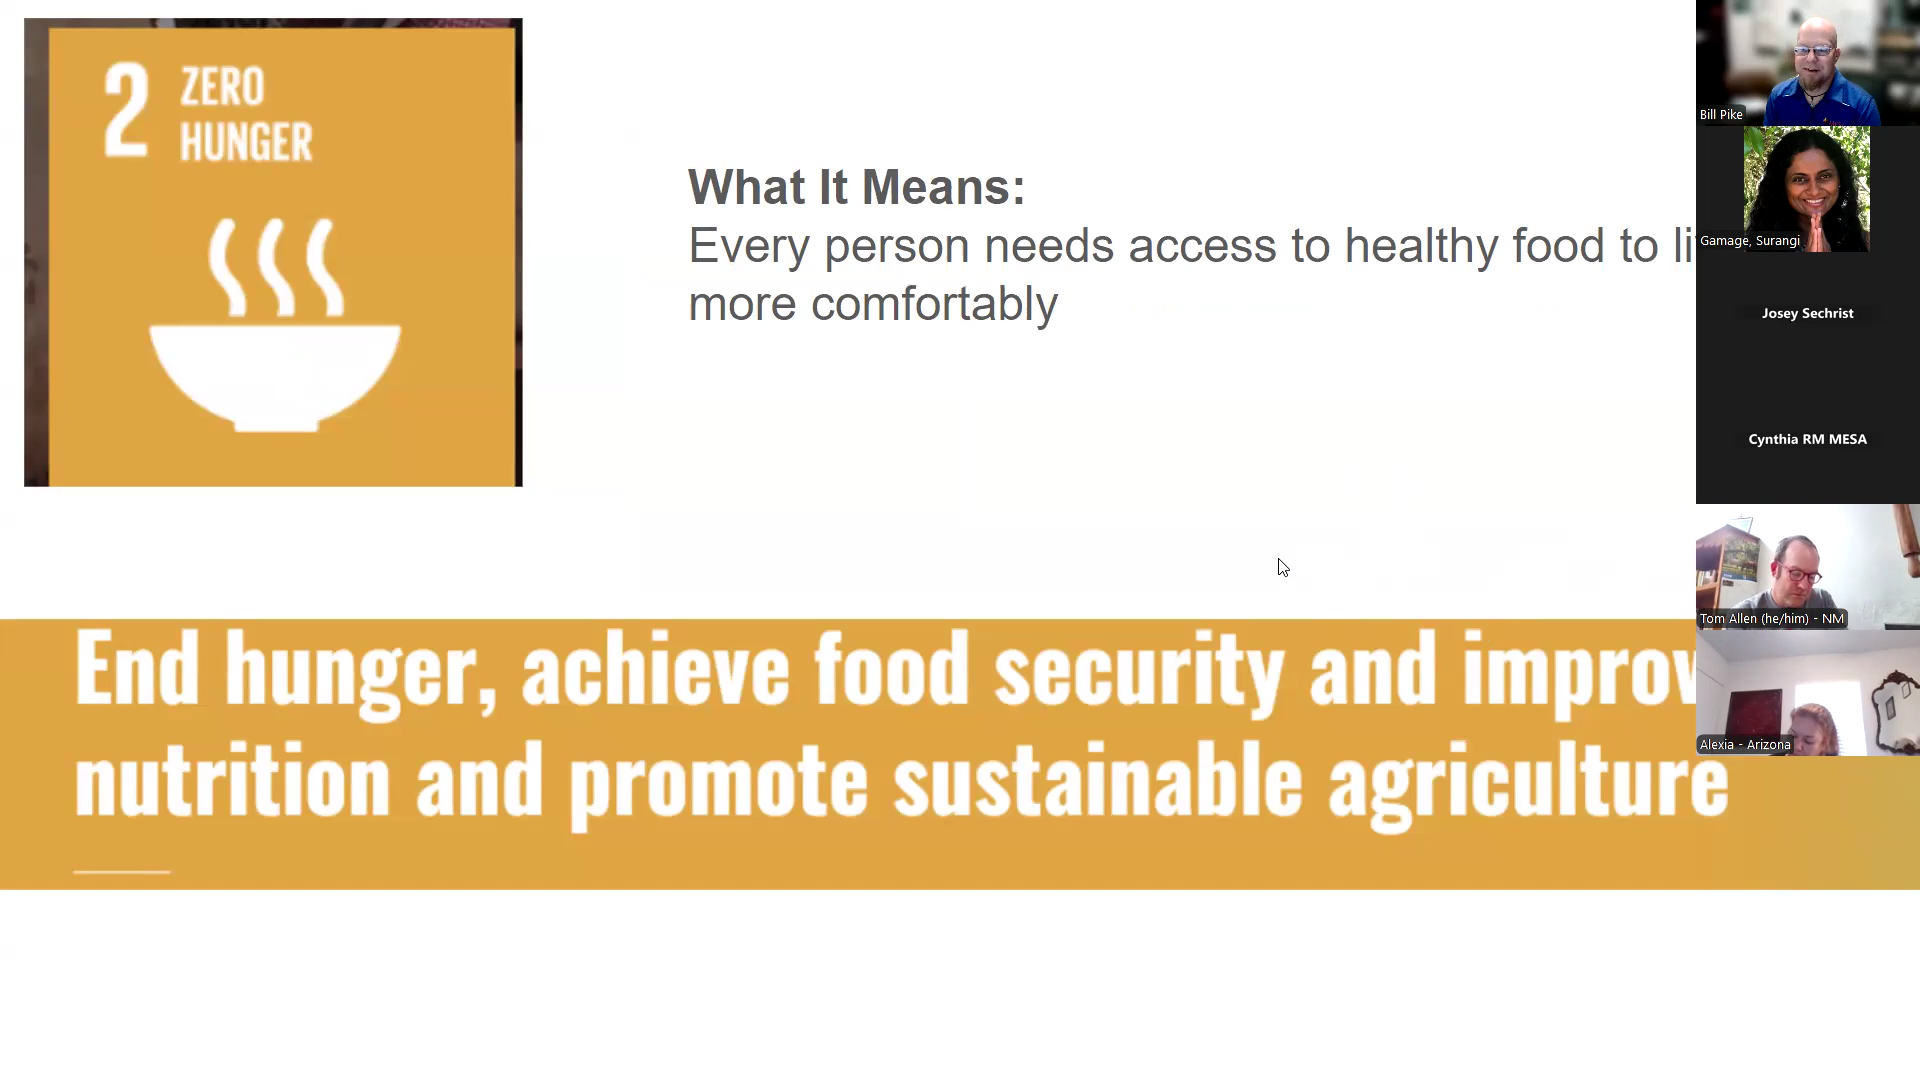 2 ZERO
HUNGER
What It Means:
Every person needs access to healthy food to li
more comfortably
End hunger, achieve food security and improv
nutrition and promote sustainable agriculture
Bill Pike
Gamage, Surangi
Josey Sechrist
Cynthia RM MESA
Tom Allen (he/him) - NM
Alexia - Arizona